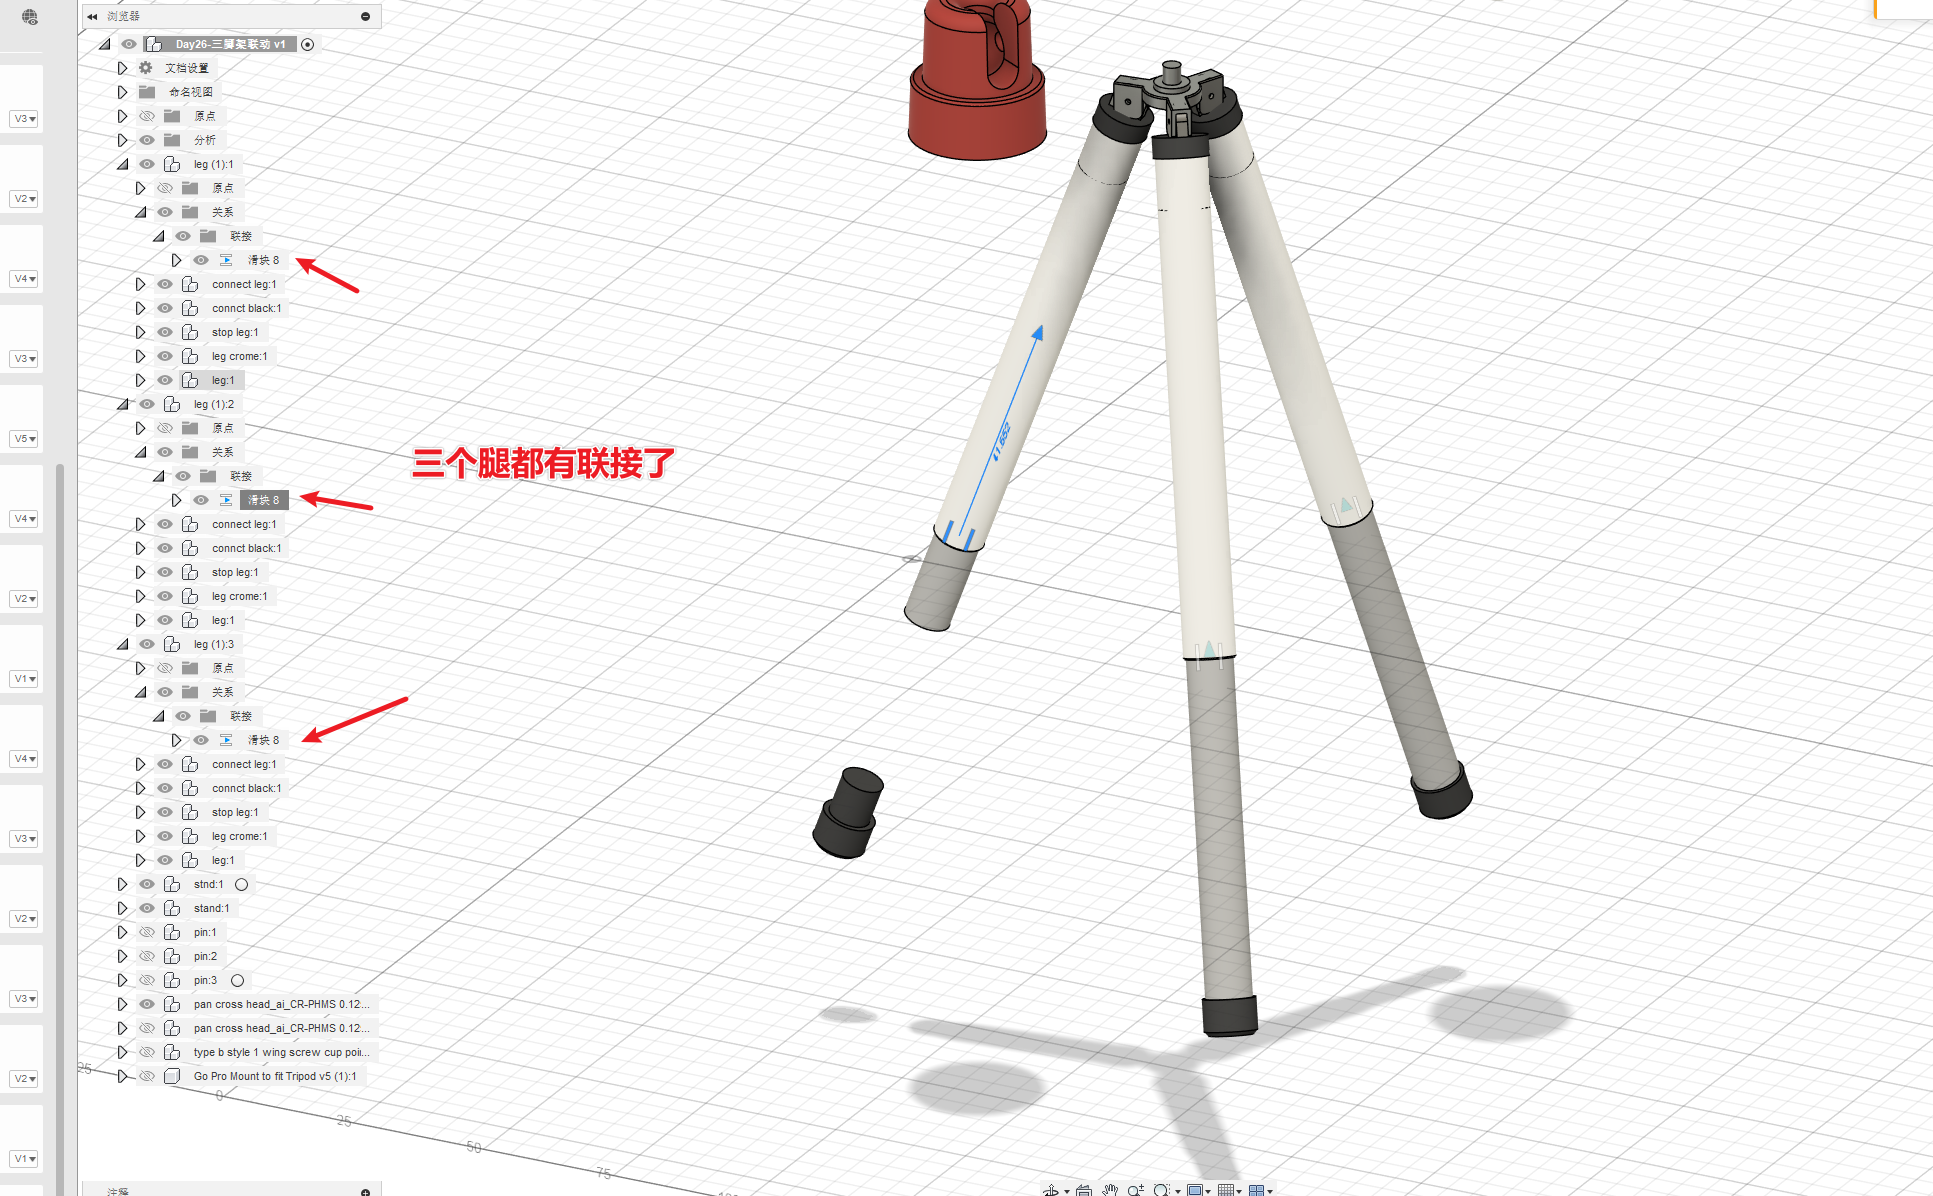 浏览器
Day26-三脚架联动 v1
文档设置
命名视图
原点
分析
leg (1):1
原点
关系
联接
滑块 8
connect leg:1
connct black:1
stop leg:1
leg crome:1
leg:1
leg (1):2
原点
关系
联接
滑块 8
connect leg:1
connct black:1
stop leg:1
leg crome:1
leg:1
leg (1):3
原点
关系
联接
滑块 8
connect leg:1
connct black:1
stop leg:1
leg crome:1
leg:1
stnd:1
stand:1
pin:1
pin:2
pin:3
pan cross head_ai_CR-PHMS 0.12...
pan cross head_ai_CR-PHMS 0.12...
type b style 1 wing screw cup poi...
Go Pro Mount to fit Tripod v5 (1):1
注释
V3
V2
V4
V3
V5
V4
V2
V1
V4
V3
V2
V3
V2
V1
三个腿都有联接了
25
0
25
50
75